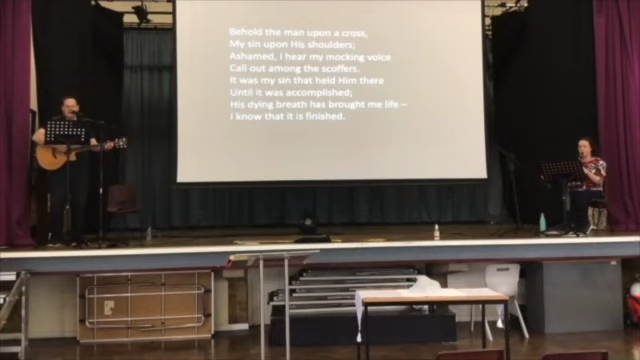 Behold the man upon a cross,
My sin upon His shoulders;
Ashamed, I hear my mocking voice
Call out among the scoffers.
It was my sin that held Him there
Until it was accomplished;
His dying breath has brought me life –
I know that it is finished.